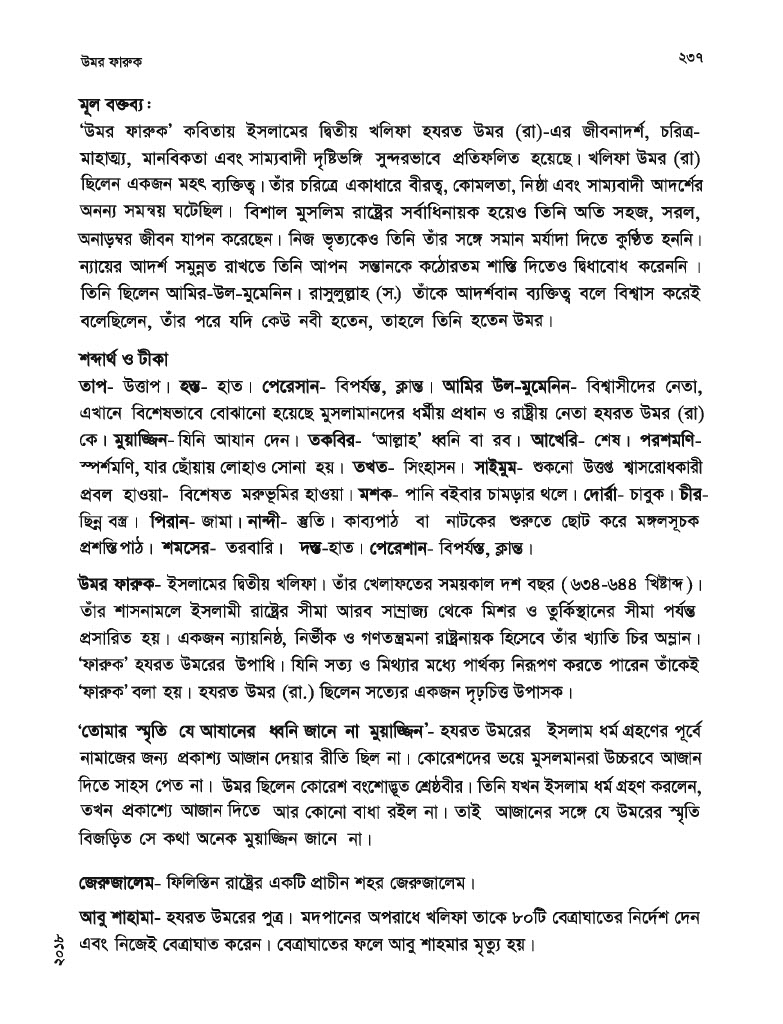 উমর ফারুক
২৩৭
মূল বক্তব্য :
‘উমর ফারুক’ কবিতায় ইসলামের দ্বিতীয় খলিফা হযরত উমর (রা)-এর জীবনাদর্শ, চরিত্র-
মাহাত্ম্য, মানবিকতা এবং সাম্যবাদী দৃষ্টিভঙ্গি সুন্দরভাবে প্রতিফলিত হয়েছে। খলিফা উমর (রা)
ছিলেন একজন মহৎ ব্যক্তিত্ব। তাঁর চরিত্রে একাধারে বীরত্ব, কোমলতা, নিষ্ঠা এবং সাম্যবাদী আদর্শের
অনন্য সমন্বয় ঘটেছিল। বিশাল মুসলিম রাষ্ট্রের সর্বাধিনায়ক হয়েও তিনি অতি সহজ, সরল,
অনাড়ম্বর জীবন যাপন করেছেন। নিজ ভৃত্যকেও তিনি তাঁর সঙ্গে সমান মর্যাদা দিতে কুণ্ঠিত হননি।
ন্যায়ের আদর্শ সমুন্নত রাখতে তিনি আপন সন্তানকে কঠোরতম শাস্তি দিতেও দ্বিধাবোধ করেননি ।
তিনি ছিলেন আমির-উল-মুমেনিন। রাসুলুল্লাহ (স.) তাঁকে আদর্শবান ব্যক্তিত্ব বলে বিশ্বাস করেই
বলেছিলেন, তাঁর পরে যদি কেউ নবী হতেন, তাহলে তিনি হতেন উমর।
শব্দার্থ ও টীকা
তাপ- উত্তাপ। হস্ত- হাত। পেরেসান- বিপর্যস্ত, ক্লান্ত। আমির উল-মুমেনিন- বিশ্বাসীদের নেতা,
এখানে বিশেষভাবে বোঝানো হয়েছে মুসলামানদের ধর্মীয় প্রধান ও রাষ্ট্রীয় নেতা হযরত উমর (রা)
কে। মুয়াজ্জিন- যিনি আযান দেন। তকবির- ‘আল্লাহ’ ধ্বনি বা রব। আখেরি- শেষ। পরশমণি-
স্পর্শমণি, যার ছোঁয়ায় লোহাও সোনা হয়। তখত- সিংহাসন। সাইমুম- শুকনো উত্তপ্ত শ্বাসরোধকারী
প্রবল হাওয়া- বিশেষত মরুভূমির হাওয়া। মশক- পানি বইবার চামড়ার থলে। দোর্রা- চাবুক। চীর-
ছিন্ন বস্ত্র। পিরান- জামা। নান্দী- স্তুতি। কাব্যপাঠ বা নাটকের শুরুতে ছোট করে মঙ্গলসূচক
প্রশস্তিপাঠ। শমসের- তরবারি। দস্ত-হাত। পেরেশান- বিপর্যস্ত, ক্লান্ত।
উমর ফারুক- ইসলামের দ্বিতীয় খলিফা। তাঁর খেলাফতের সময়কাল দশ বছর (৬৩৪-৬৪৪ খিষ্টাব্দ)।
তাঁর শাসনামলে ইসলামী রাষ্ট্রের সীমা আরব সাম্রাজ্য থেকে মিশর ও তুর্কিস্থানের সীমা পর্যন্ত
প্রসারিত হয়। একজন ন্যায়নিষ্ঠ, নির্ভীক ও গণতন্ত্রমনা রাষ্ট্রনায়ক হিসেবে তাঁর খ্যাতি চির অম্লান।
‘ফারুক’ হযরত উমরের উপাধি। যিনি সত্য ও মিথ্যার মধ্যে পার্থক্য নিরূপণ করতে পারেন তাঁকেই
‘ফারুক’ বলা হয়। হযরত উমর (রা.) ছিলেন সত্যের একজন দৃঢ়চিত্ত উপাসক।
‘তোমার স্মৃতি যে আযানের ধ্বনি জানে না মুয়াজ্জিন’- হযরত উমরের ইসলাম ধর্ম গ্রহণের পূর্বে
নামাজের জন্য প্রকাশ্য আজান দেয়ার রীতি ছিল না। কোরেশদের ভয়ে মুসলমানরা উচ্চরবে আজান
দিতে সাহস পেত না। উমর ছিলেন কোরেশ বংশোদ্ভূত শ্রেষ্ঠবীর। তিনি যখন ইসলাম ধর্ম গ্রহণ করলেন,
তখন প্রকাশ্যে আজান দিতে আর কোনো বাধা রইল না। তাই আজানের সঙ্গে যে উমরের স্মৃতি
বিজড়িত সে কথা অনেক মুয়াজ্জিন জানে না।
জেরুজালেম- ফিলিস্তিন রাষ্ট্রের একটি প্রাচীন শহর জেরুজালেম।
আবু শাহামা- হযরত উমরের পুত্র। মদপানের অপরাধে খলিফা তাকে ৮০টি বেত্রাঘাতের নির্দেশ দেন
এবং নিজেই বেত্রাঘাত করেন। বেত্রাঘাতের ফলে আবু শাহমার মৃত্যু হয়।
২০১৮